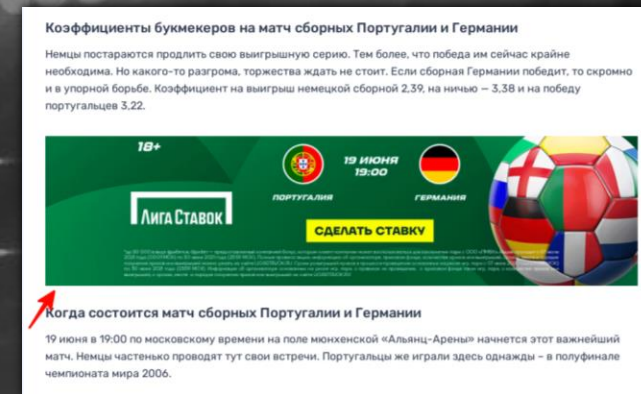 Коэффициенты букмекеров на матч сборных Португалии и Германии
Немцы постараются продлить свою выигрышную серию. Тем более, что победа им сейчас крайне
необходима. Но какого-то разгрома, торжества ждать не стоит. Если сборная Германии победит, то скромно
и в упорной борьбе. Коэффициент на выигрыш немецкой сборной 2,39, на ничью — 3,38 и на победу
португальцев 3,22.
18+
19 ИЮНЯ
19:00
ПОРТУГАЛИЯ
ГЕРМАНИЯ
ЛИГА СТАВОК
СДЕЛАТЬ СТАВКУ
Когда состоится матч сборных Португалии и Германии
19 июня в 19:00 по московскому времени на поле мюнхенской «Альянц-Арены» начнется этот важнейший
матч. Немцы частенько проводят тут свои встречи. Португальцы же играли здесь однажды – в полуфинале
чемпионата мира 2006.